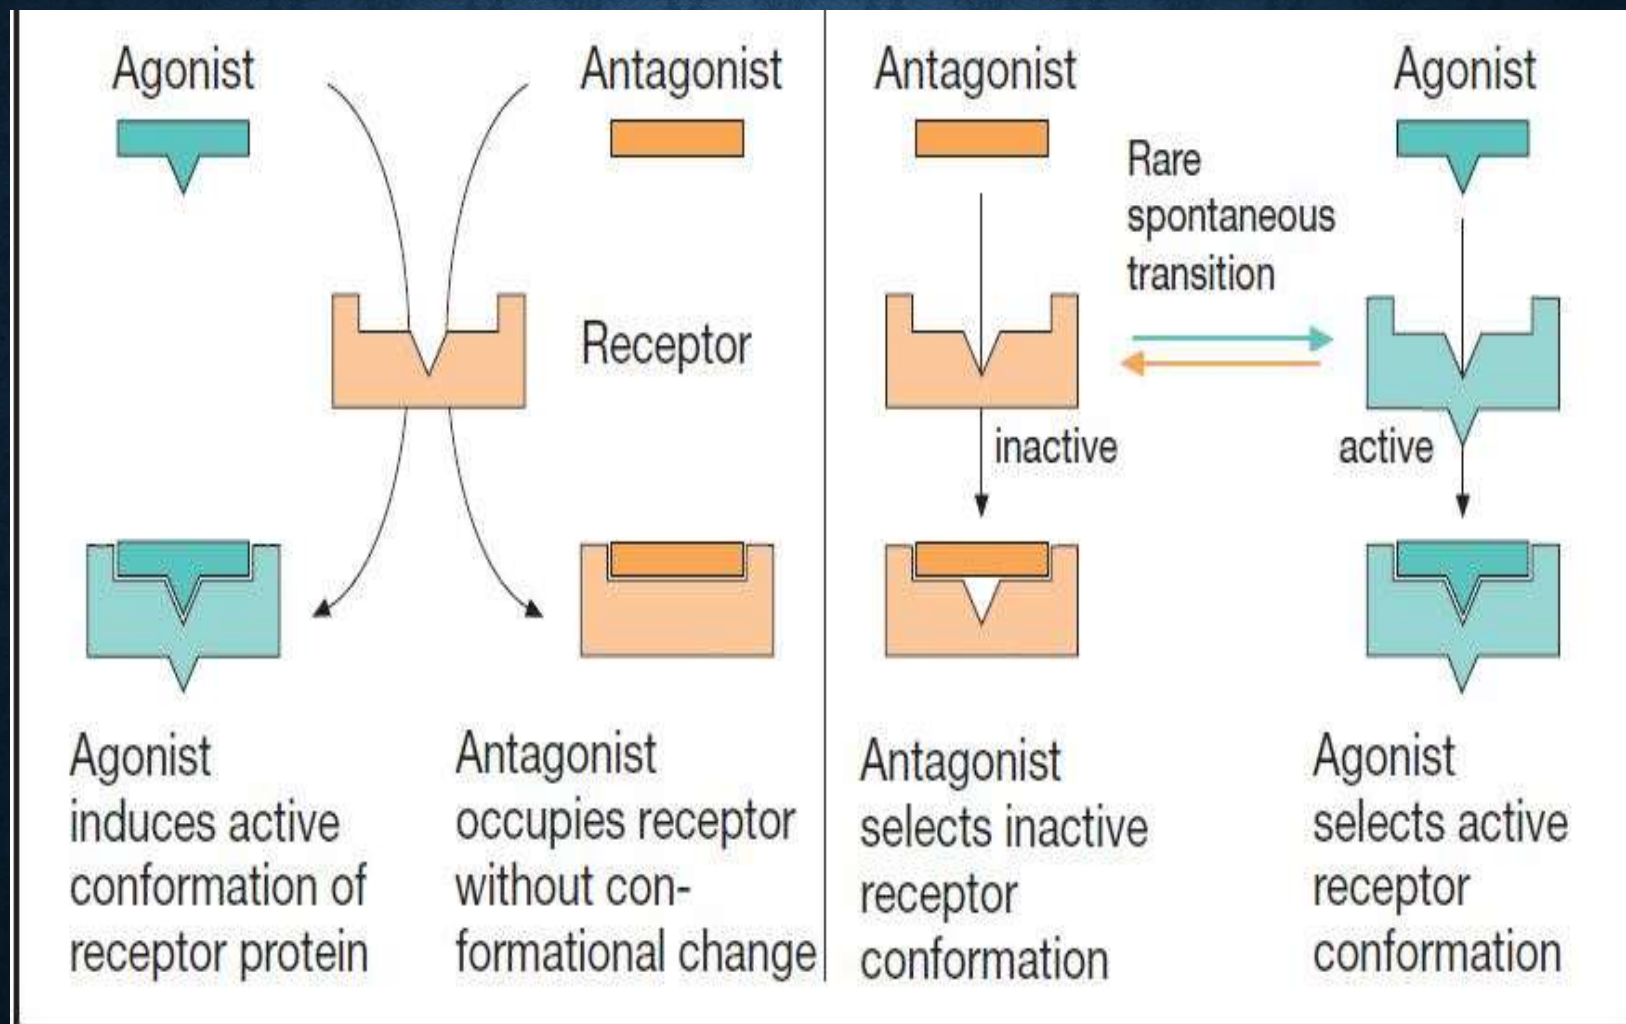 Agonist
Antagonist
Receptor
Agonist
induces active
conformation of
receptor protein
Antagonist
occupies receptor
without con-
formational change
Antagonist
Agonist
Rare
spontaneous
transition
inactive
active
Antagonist
selects inactive
receptor
conformation
Agonist
selects active
receptor
conformation